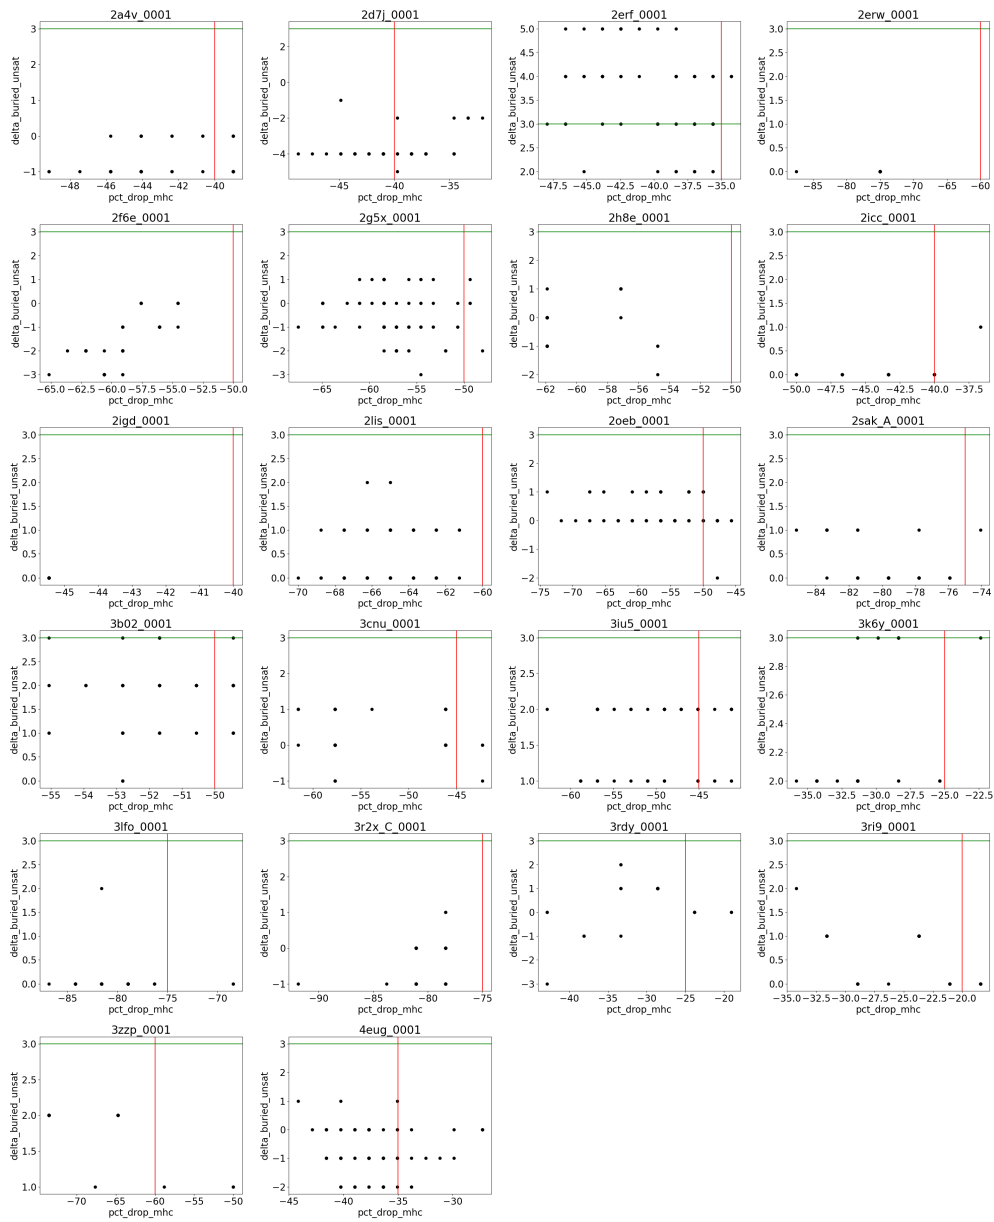 2a4v_0001
delta_buried_unsat
3
2
1
0
−1
−48 −46 −44 −42 −40
pct_drop_mhc
2d7j_0001
delta_buried_unsat
2
0
−2
−4
−45 −40 −35
pct_drop_mhc
2erf_0001
delta_buried_unsat
5.0
4.5
4.0
3.5
3.0
2.5
2.0
−47.5 −45.0 −42.5 −40.0 −37.5 −35.0
pct_drop_mhc
2erw_0001
delta_buried_unsat
3.0
2.5
2.0
1.5
1.0
0.5
0.0
−85 −80 −75 −70 −65 −60
pct_drop_mhc
2f6e_0001
delta_buried_unsat
3
2
1
0
−1
−2
−3
−65.0 −62.5 −60.0 −57.5 −55.0 −52.5 −50.0
pct_drop_mhc
2g5x_0001
delta_buried_unsat
3
2
1
0
−1
−2
−3
−65 −60 −55 −50
pct_drop_mhc
2h8e_0001
delta_buried_unsat
3
2
1
0
−1
−2
−62 −60 −58 −56 −54 −52 −50
pct_drop_mhc
2icc_0001
delta_buried_unsat
3.0
2.5
2.0
1.5
1.0
0.5
0.0
−50.0 −47.5 −45.0 −42.5 −40.0 −37.5
pct_drop_mhc
2igd_0001
delta_buried_unsat
3.0
2.5
2.0
1.5
1.0
0.5
0.0
−45 −44 −43 −42 −41 −40
pct_drop_mhc
2lis_0001
delta_buried_unsat
3.0
2.5
2.0
1.5
1.0
0.5
0.0
−70 −68 −66 −64 −62 −60
pct_drop_mhc
2oeb_0001
delta_buried_unsat
3
2
1
0
−1
−2
−75 −70 −65 −60 −55 −50 −45
pct_drop_mhc
2sak_A_0001
delta_buried_unsat
3.0
2.5
2.0
1.5
1.0
0.5
0.0
−84 −82 −80 −78 −76 −74
pct_drop_mhc
3b02_0001
delta_buried_unsat
3.0
2.5
2.0
1.5
1.0
0.5
0.0
−55 −54 −53 −52 −51 −50
pct_drop_mhc
3cnu_0001
delta_buried_unsat
3
2
1
0
−1
−60 −55 −50 −45
pct_drop_mhc
3iu5_0001
delta_buried_unsat
3.0
2.5
2.0
1.5
1.0
−60 −55 −50 −45
pct_drop_mhc
3k6y_0001
delta_buried_unsat
3.0
2.8
2.6
2.4
2.2
2.0
−35.0 −32.5 −30.0 −27.5 −25.0 −22.5
pct_drop_mhc
3lfo_0001
delta_buried_unsat
3.0
2.5
2.0
1.5
1.0
0.5
0.0
−85 −80 −75 −70
pct_drop_mhc
3r2x_C_0001
delta_buried_unsat
3
2
1
0
−1
−90 −85 −80 −75
pct_drop_mhc
3rdy_0001
delta_buried_unsat
3
2
1
0
−1
−2
−3
−40 −35 −30 −25 −20
pct_drop_mhc
3ri9_0001
delta_buried_unsat
3.0
2.5
2.0
1.5
1.0
0.5
0.0
−35.0 −32.5 −30.0 −27.5 −25.0 −22.5 −20.0
pct_drop_mhc
3zzp_0001
delta_buried_unsat
3.0
2.5
2.0
1.5
1.0
−70 −65 −60 −55 −50
pct_drop_mhc
4eug_0001
delta_buried_unsat
3
2
1
0
−1
−2
−45 −40 −35 −30
pct_drop_mhc